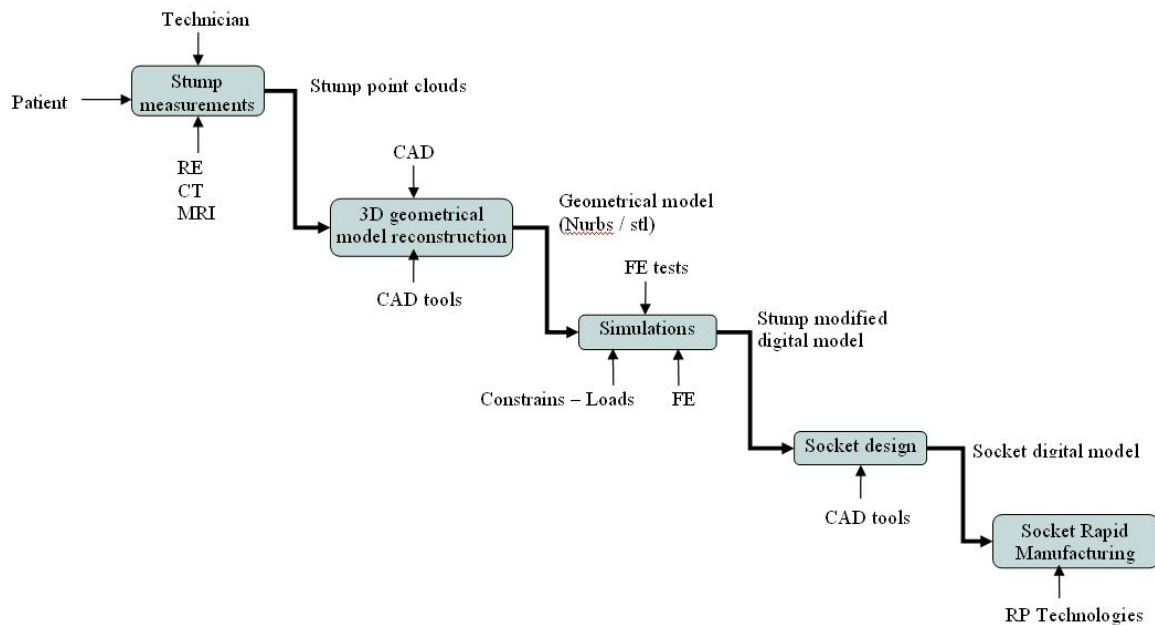 Technician
Stump
measurements
Patient
Stump point clouds
RE
CT
MRI
CAD
3D geometrical
model reconstruction
Geometrical model
(Nurbs / stl)
CAD tools
FE tests
Simulations
Stump modified
digital model
Constrains – Loads
FE
Socket design
Socket digital model
CAD tools
Socket Rapid
Manufacturing
RP Technologies